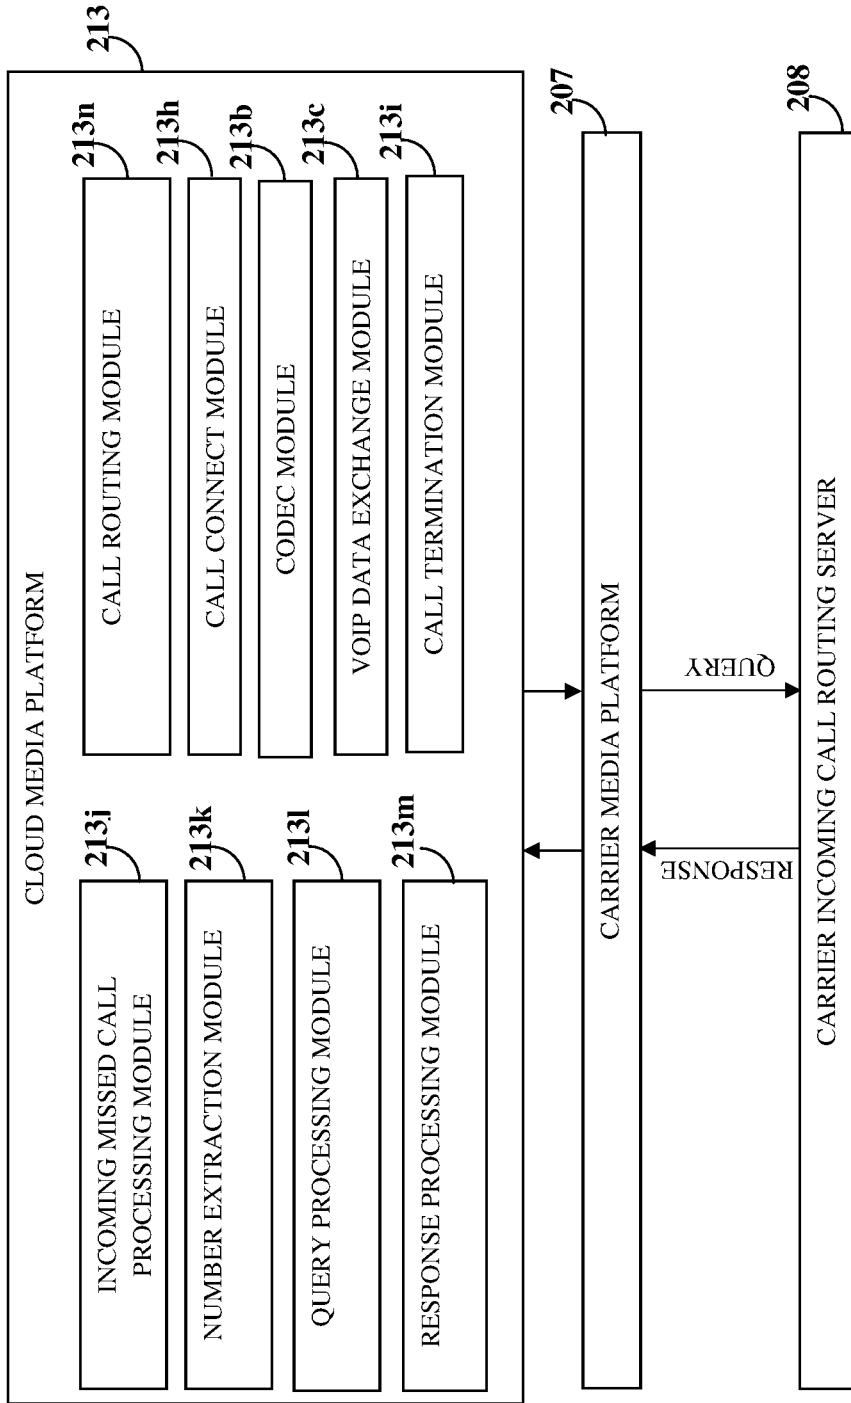 CLOUD MEDIA PLATFORM
213
INCOMING MISSED CALL
PROCESSING MODULE
213j
NUMBER EXTRACTION MODULE
213k
QUERY PROCESSING MODULE
213l
RESPONSE PROCESSING MODULE
213m
CALL ROUTING MODULE
213n
CALL CONNECT MODULE
213h
CODEC MODULE
213b
VOIP DATA EXCHANGE MODULE
213c
CALL TERMINATION MODULE
213i
CARRIER MEDIA PLATFORM
207
RESPONSE
QUERY
CARRIER INCOMING CALL ROUTING SERVER
208